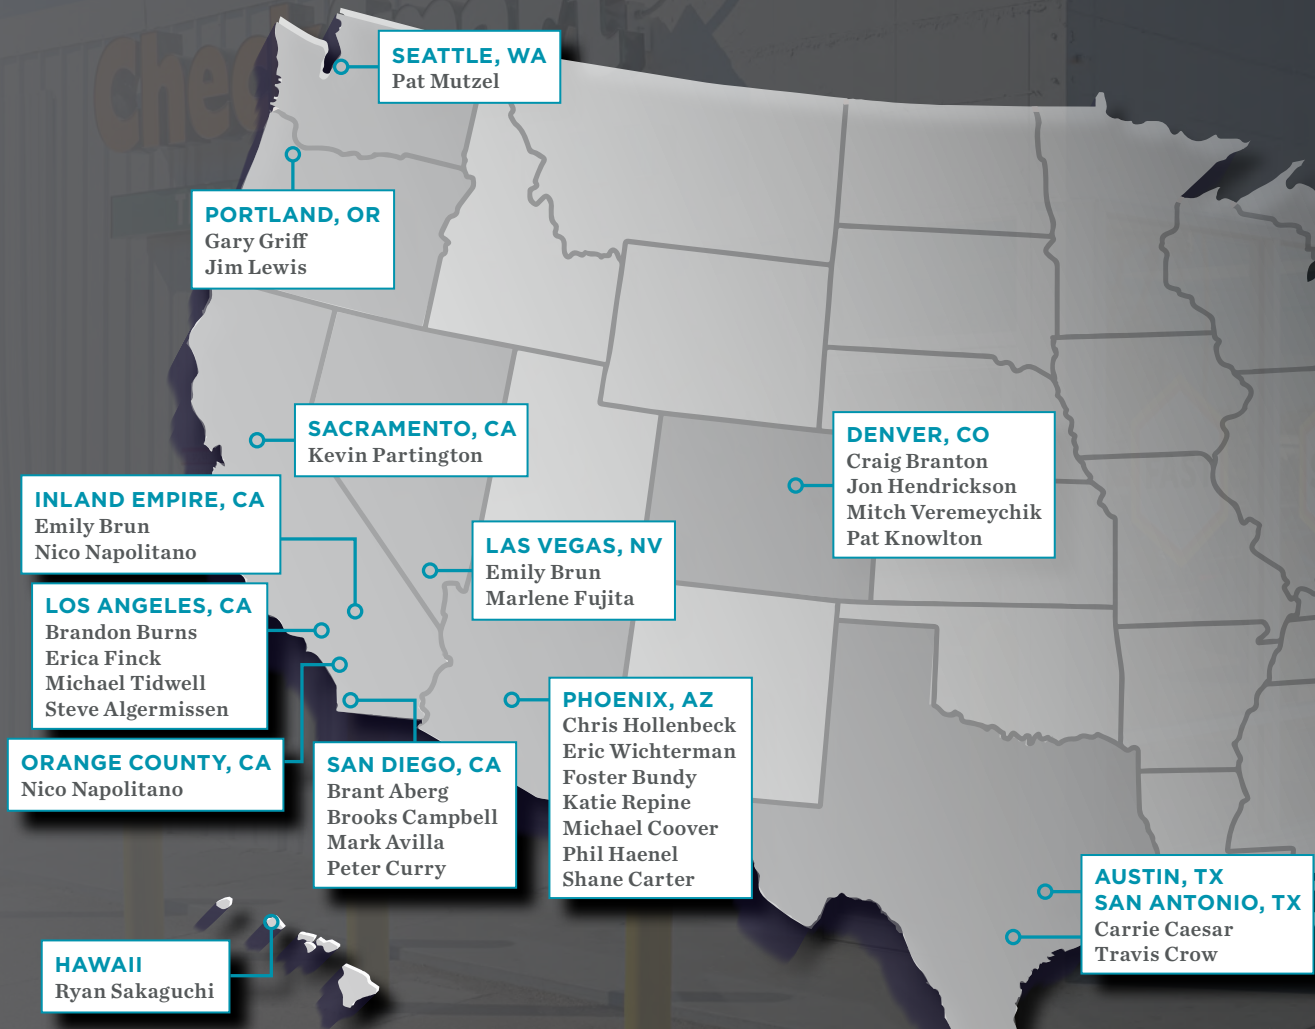 Check
SEATTLE, WA
Pat Mutzel
PORTLAND, OR
Gary Griff
Jim Lewis
SACRAMENTO, CA
Kevin Partington
DENVER, CO
Craig Branton
Jon Hendrickson
Mitch Veremeychik
Pat Knowlton
INLAND EMPIRE, CA
Emily Brun
Nico Napolitano
LAS VEGAS, NV
Emily Brun
Marlene Fujita
LOS ANGELES, CA
Brandon Burns
Erica Finck
Michael Tidwell
Steve Algermissen
PHOENIX, AZ
Chris Hollenbeck
Eric Wichterman
Foster Bundy
Katie Repine
Michael Coover
Phil Haenel
Shane Carter
ORANGE COUNTY, CA
Nico Napolitano
SAN DIEGO, CA
Brant Aberg
Brooks Campbell
Mark Avilla
Peter Curry
AUSTIN, TX
SAN ANTONIO, TX
Carrie Caesar
Travis Crow
HAWAII
Ryan Sakaguchi